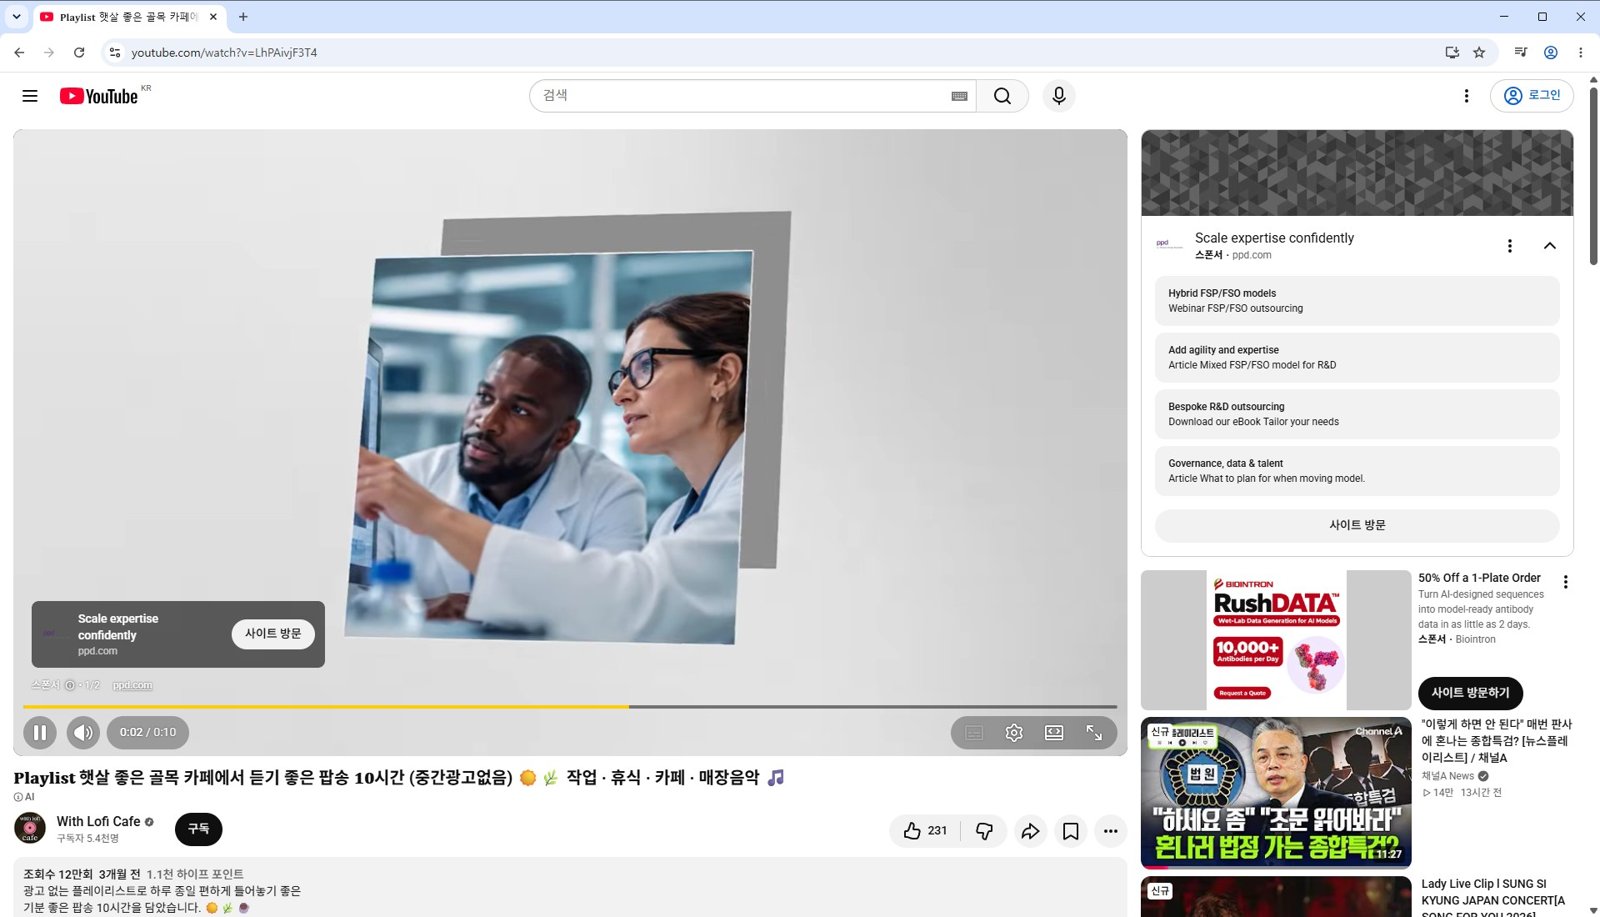 Playlist 햇살 좋은 골목 카페에
youtube.com/watch?v=LhPAivjF3T4
YouTube KR
검색
로그인
Scale expertise confidently
ppd.com
사이트 방문
스폰서 · 1/2 ppd.com
0:02 / 0:10
Playlist 햇살 좋은 골목 카페에서 듣기 좋은 팝송 10시간 (중간광고없음) 🌼 🌿 작업 · 휴식 · 카페 · 매장음악 🎵
AI
With Lofi Cafe
구독자 5.4천명
구독
231
조회수 12만회 3개월 전 1.1천 하이프 포인트
광고 없는 플레이리스트로 하루 종일 편하게 틀어놓기 좋은
기분 좋은 팝송 10시간을 담았습니다.
ppd
Scale expertise confidently
스폰서 · ppd.com
Hybrid FSP/FSO models
Webinar FSP/FSO outsourcing
Add agility and expertise
Article Mixed FSP/FSO model for R&D
Bespoke R&D outsourcing
Download our eBook Tailor your needs
Governance, data & talent
Article What to plan for when moving model.
사이트 방문
BIOINTRON
RushDATA™
Wet-Lab Data Generation for AI Models
10,000+
Antibodies per Day
Request a Quote
50% Off a 1-Plate Order
Turn AI-designed sequences
into model-ready antibody
data in as little as 2 days.
스폰서 · Biointron
사이트 방문하기
신규
플레이리스트
Channel A
법원
종합특검
"하세요 좀" "조문 읽어봐라"
혼나러 법정 가는 종합특검?
11:27
"이렇게 하면 안 된다" 매번 판사
에 혼나는 종합특검? [뉴스플레
이리스트] / 채널A
채널A News
14만 13시간 전
신규
Lady Live Clip l SUNG SI
KYUNG JAPAN CONCERT[A
SONG FOR YOU 2026]